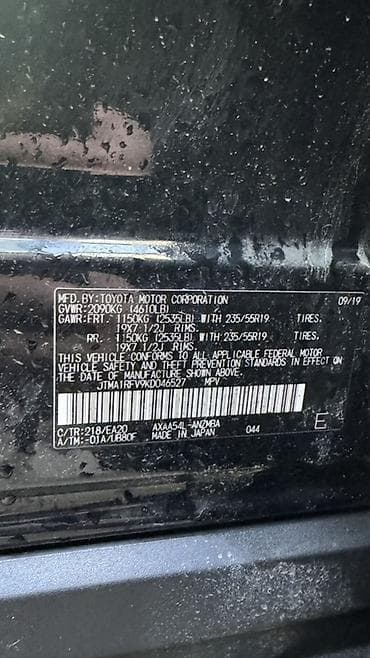 MFD. BY: TOYOTA MOTOR CORPORATION 09/19
GVWR: 2090KG (4610LB)
GAWR: FRT. 1150KG (2535LB) WITH 235/55R19 TIRES.
19X7 1/2J RIMS.
RR. 1150KG (2535LB) WITH 235/55R19 TIRES.
19X7 1/2J RIMS.
THIS VEHICLE CONFORMS TO ALL APPLICABLE FEDERAL MOTOR
VEHICLE SAFETY AND THEFT PREVENTION STANDARDS IN EFFECT ON
THE DATE OF MANUFACTURE SHOWN ABOVE.
JTMA1RFV9KD046527 MPV
C/TR: 218/EA20 AXAA54L-ANZMBA 044
A/TM: -01A/UB80F MADE IN JAPAN E